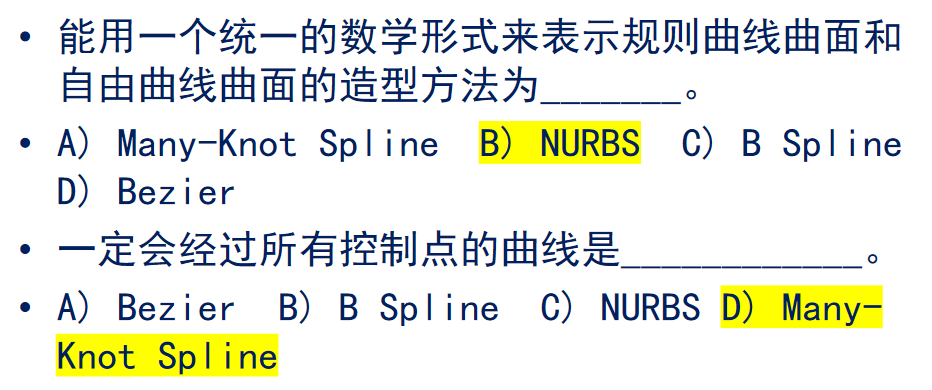 • 能用一个统一的数学形式来表示规则曲线曲面和
自由曲线曲面的造型方法为_______。
• A) Many-Knot Spline  B) NURBS  C) B Spline
D) Bezier
• 一定会经过所有控制点的曲线是____________。
• A) Bezier  B) B Spline  C) NURBS D) Many-
Knot Spline